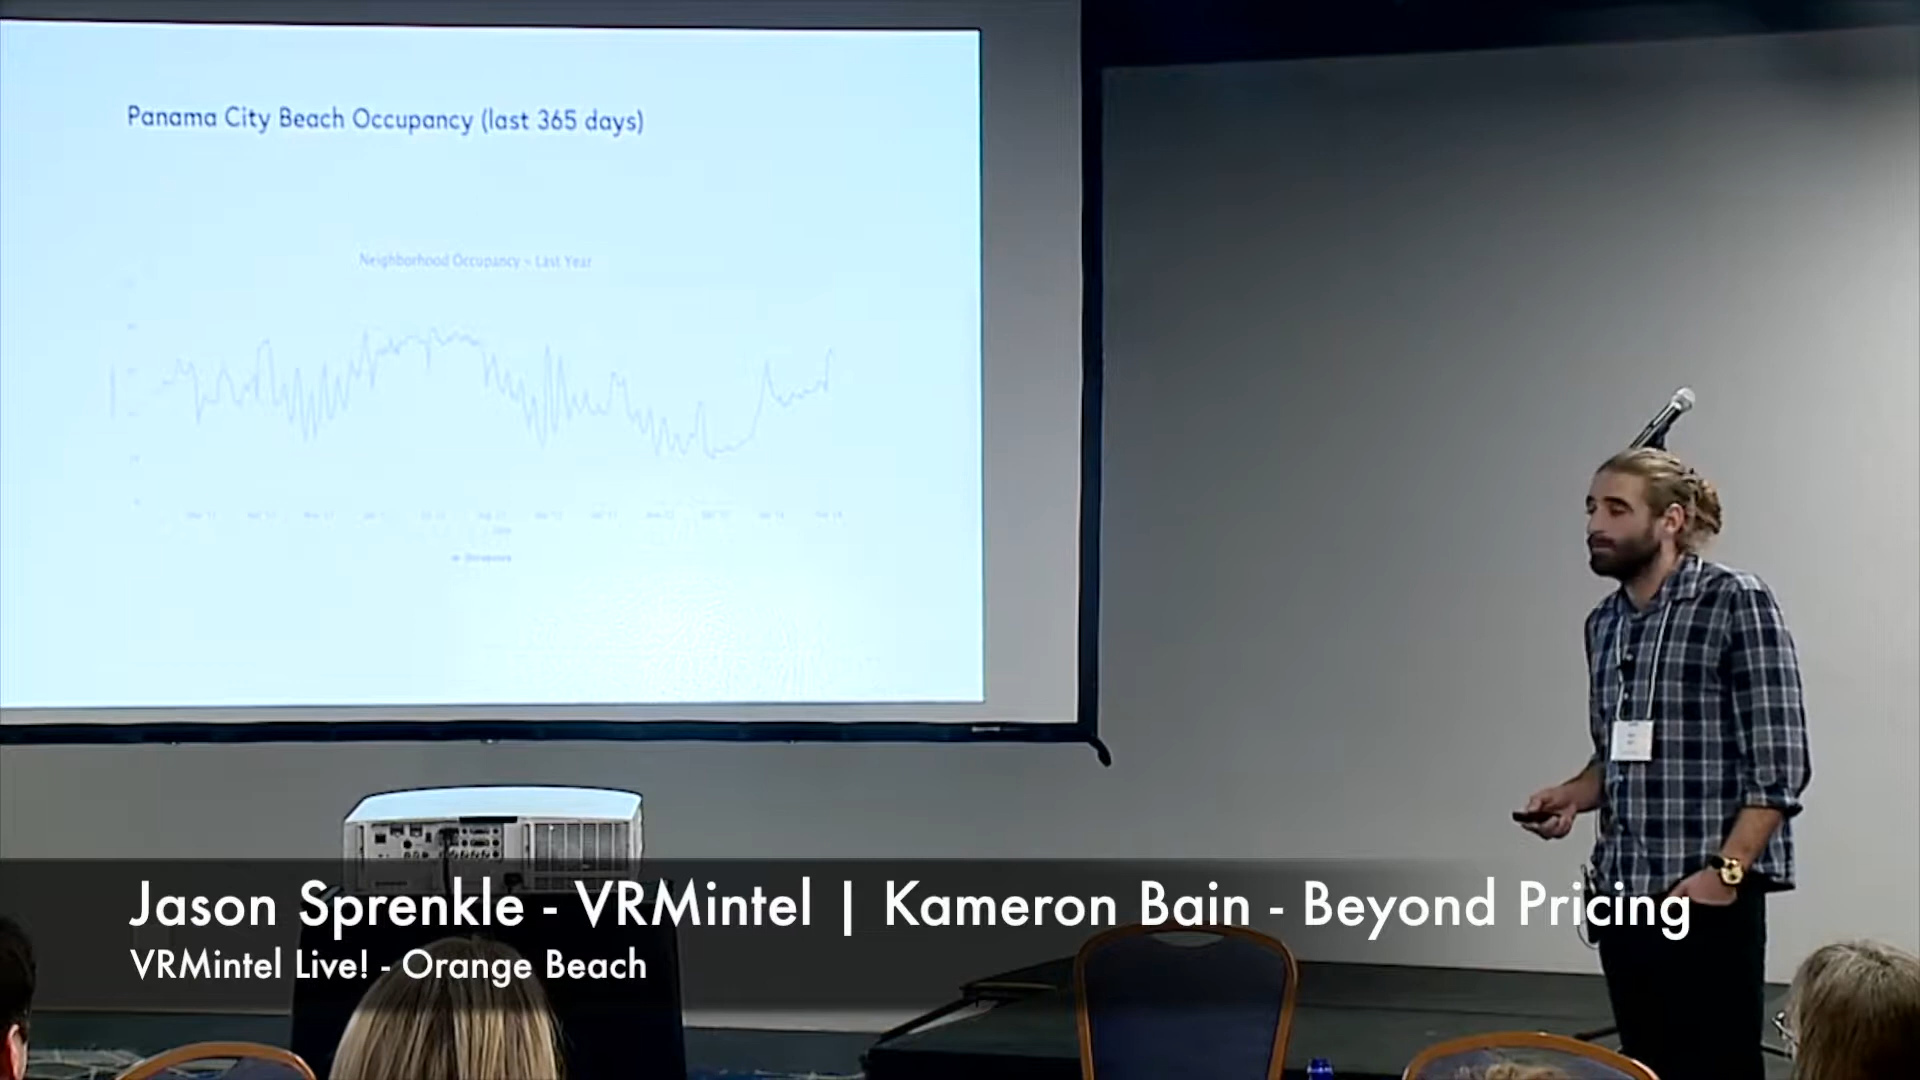 Panama City Beach Occupancy (last 365 days)
Neighborhood Occupancy - Last Year
Occupancy
Jason Sprenkle - VRMintel | Kameron Bain - Beyond Pricing
VRMintel Live! - Orange Beach